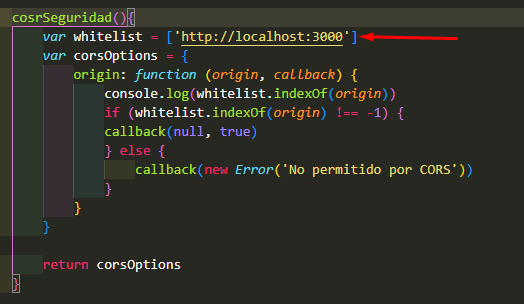 cosrSeguridad(){
var whitelist = ['http://localhost:3000']
var corsOptions = {
origin: function (origin, callback) {
console.log(whitelist.indexOf(origin))
if (whitelist.indexOf(origin) !== -1) {
callback(null, true)
} else {
callback(new Error('No permitido por CORS'))
}
}
}
return corsOptions
}